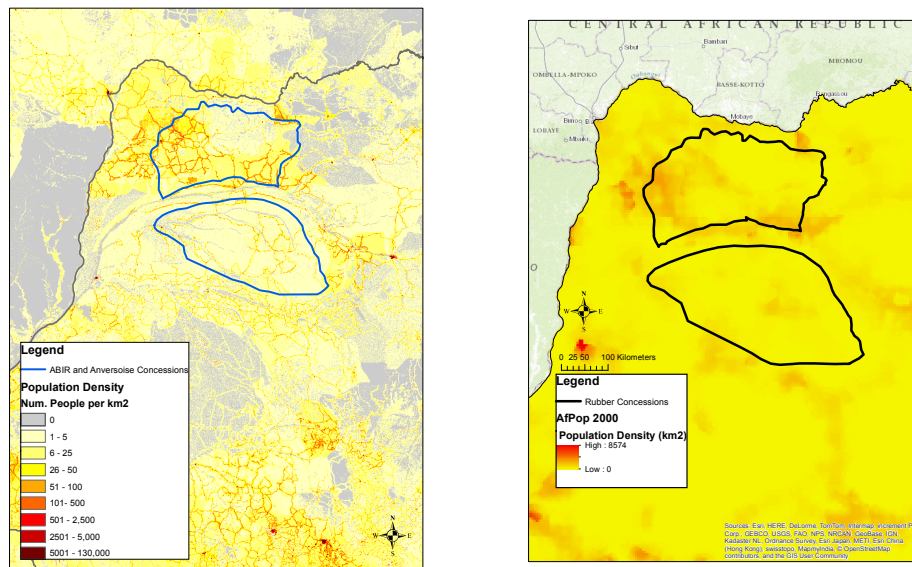 Legend
ABIR and Anversoise Concessions
Population Density
Num. People per km2
0
1 - 5
6 - 25
26 - 50
51 - 100
101- 500
501 - 2,500
2501 - 5,000
5001 - 130,000
N
W E
S
CENTRAL AFRICAN REPUBLIC
Sibut
Bambari
OMBELLA-MPOKO
MBOMOU
BASSE-KOTTO
Bangassou
Bimbo
Mobaye
LOBAYE
Mbaiki
N
W E
S
0 25 50 100 Kilometers
Legend
Rubber Concessions
AfPop 2000
Population Density (km2)
High : 8574
Low : 0
Sources: Esri, HERE, DeLorme, TomTom, Intermap, increment P
Corp., GEBCO, USGS, FAO, NPS, NRCAN, GeoBase, IGN,
Kadaster NL, Ordnance Survey, Esri Japan, METI, Esri China
(Hong Kong), swisstopo, MapmyIndia, © OpenStreetMap
contributors, and the GIS User Community